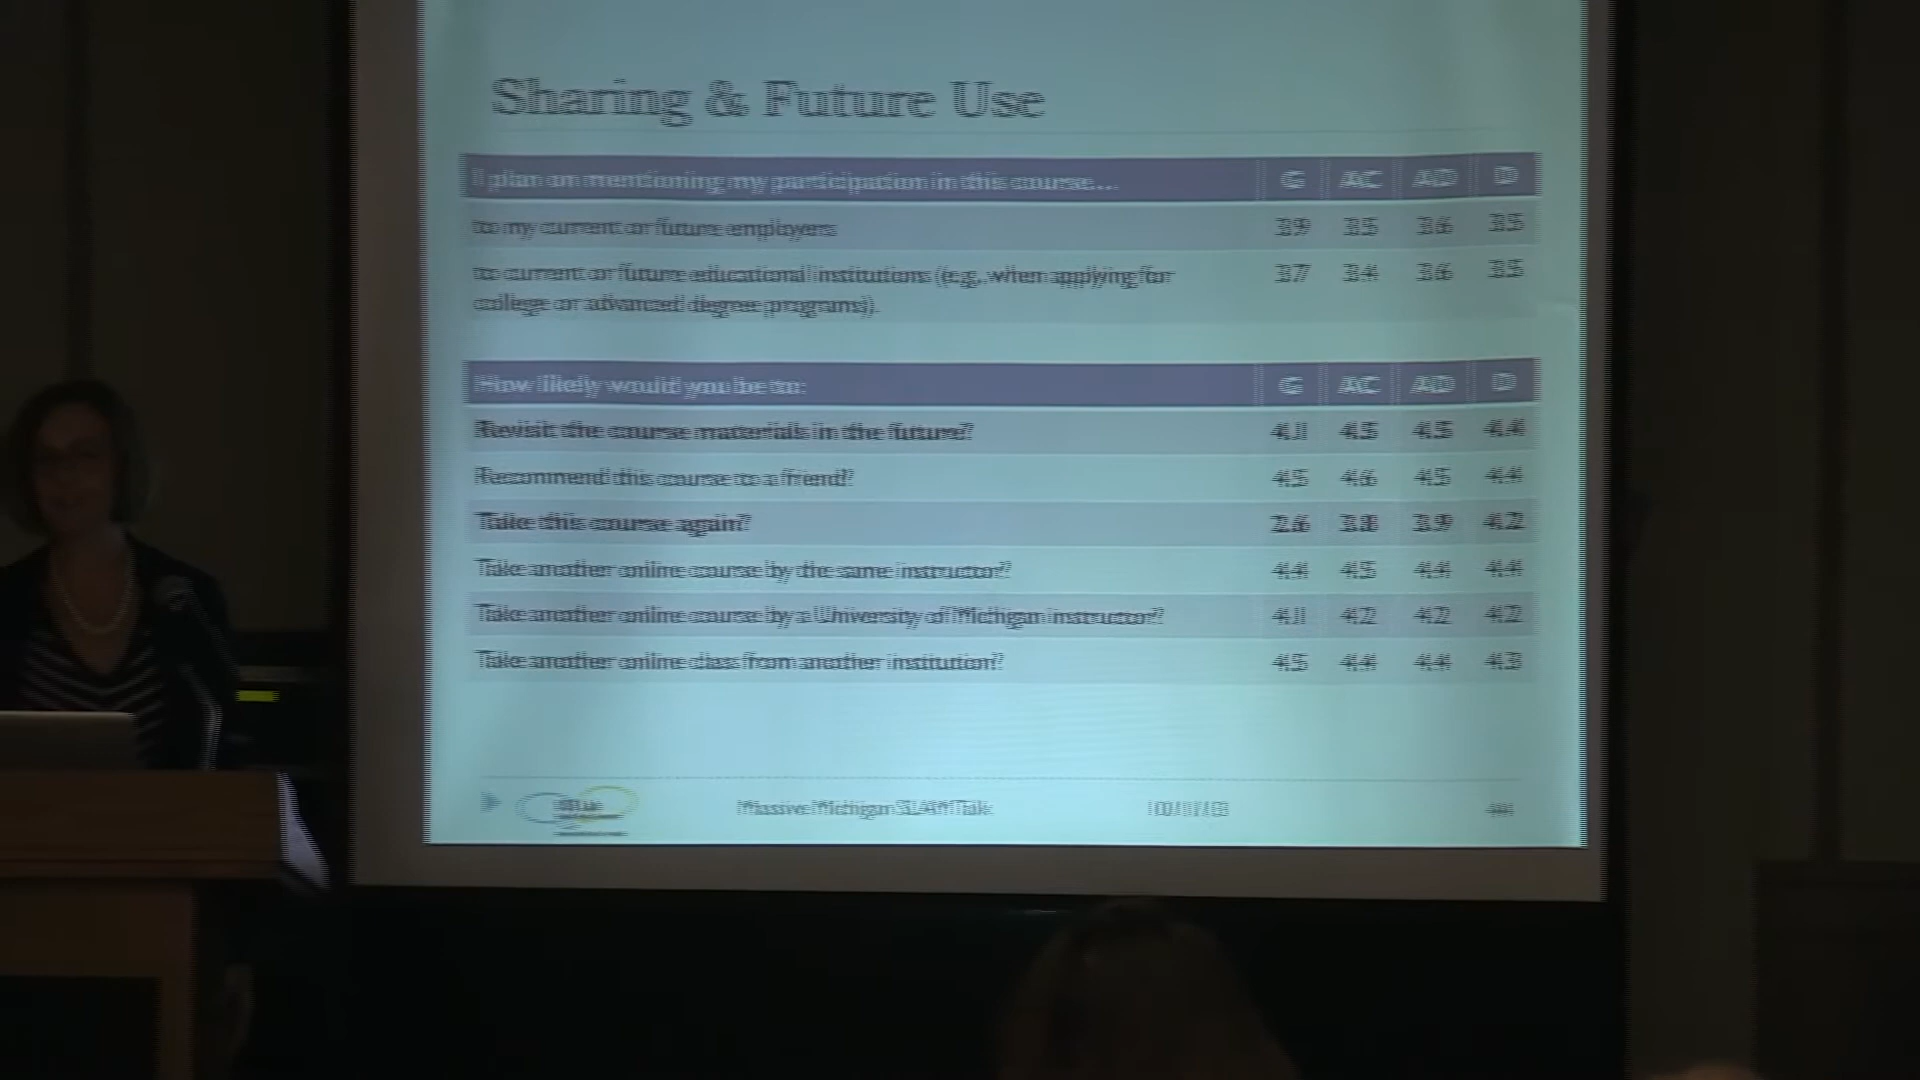 Sharing & Future Use
I plan on mentioning my participation in this course... G AC AD D
to my current or future employers 3.9 3.5 3.6 3.5
to current or future educational institutions (e.g., when applying for 3.7 3.4 3.6 3.5
college or advanced degree programs).
How likely would you be to: G AC AD D
Revisit the course materials in the future? 4.1 4.5 4.5 4.4
Recommend this course to a friend? 4.5 4.6 4.5 4.4
Take this course again? 2.6 3.8 3.9 4.2
Take another online course by the same instructor? 4.4 4.5 4.4 4.4
Take another online course by a University of Michigan instructor? 4.1 4.2 4.2 4.2
Take another online class from another institution? 4.5 4.4 4.4 4.3
Massive Michigan SLAM Talk